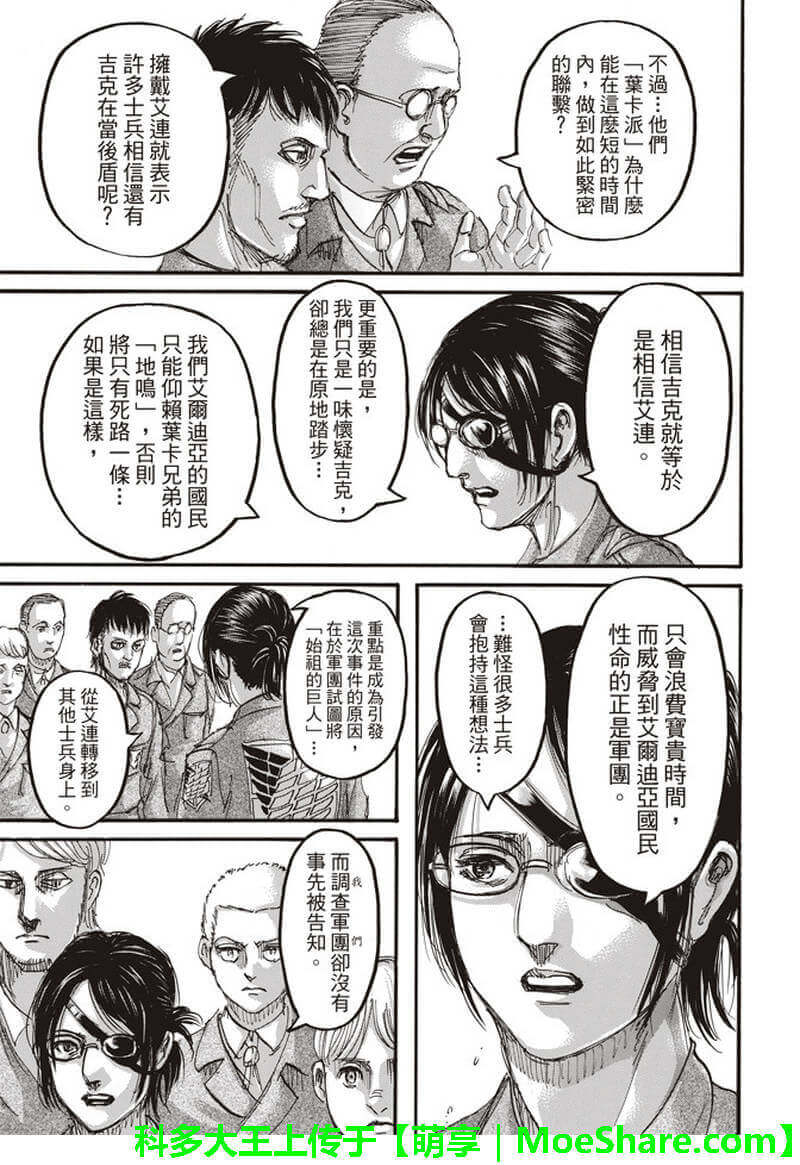 不過…他們
「葉卡派」為什麼
能在這麼短的時間
內，做到如此緊密
的聯繫？
擁戴艾連就表示
許多士兵相信還有
吉克在當後盾呢？
相信吉克就等於
是相信艾連。
更重要的是，
我們只是一味懷疑吉克，
卻總是在原地踏步…
我們艾爾迪亞的國民
只能仰賴葉卡兄弟的
「地鳴」，否則
將只有死路一條…
如果是這樣，
只會浪費寶貴時間，
而威脅到艾爾迪亞國民
性命的正是軍團。
…難怪很多士兵
會抱持這種想法…
重點是成為引發
這次事件的原因，
在於軍團試圖將
「始祖的巨人」…
從艾連轉移到
其他士兵身上。
而調查軍團卻沒有
我們
事先被告知。
科多大王上传于【萌享 | MoeShare.com】